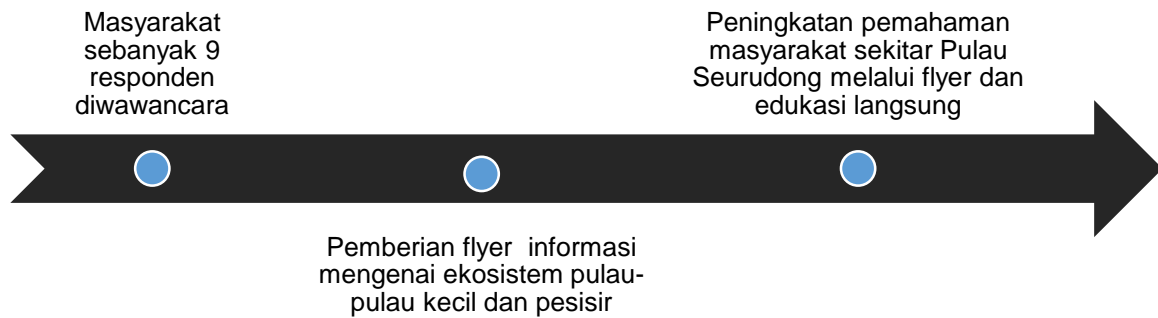 Masyarakat
sebanyak 9
responden
diwawancara
Pemberian flyer  informasi
mengenai ekosistem pulau-
pulau kecil dan pesisir
Peningkatan pemahaman
masyarakat sekitar Pulau
Seurudong melalui flyer dan
edukasi langsung